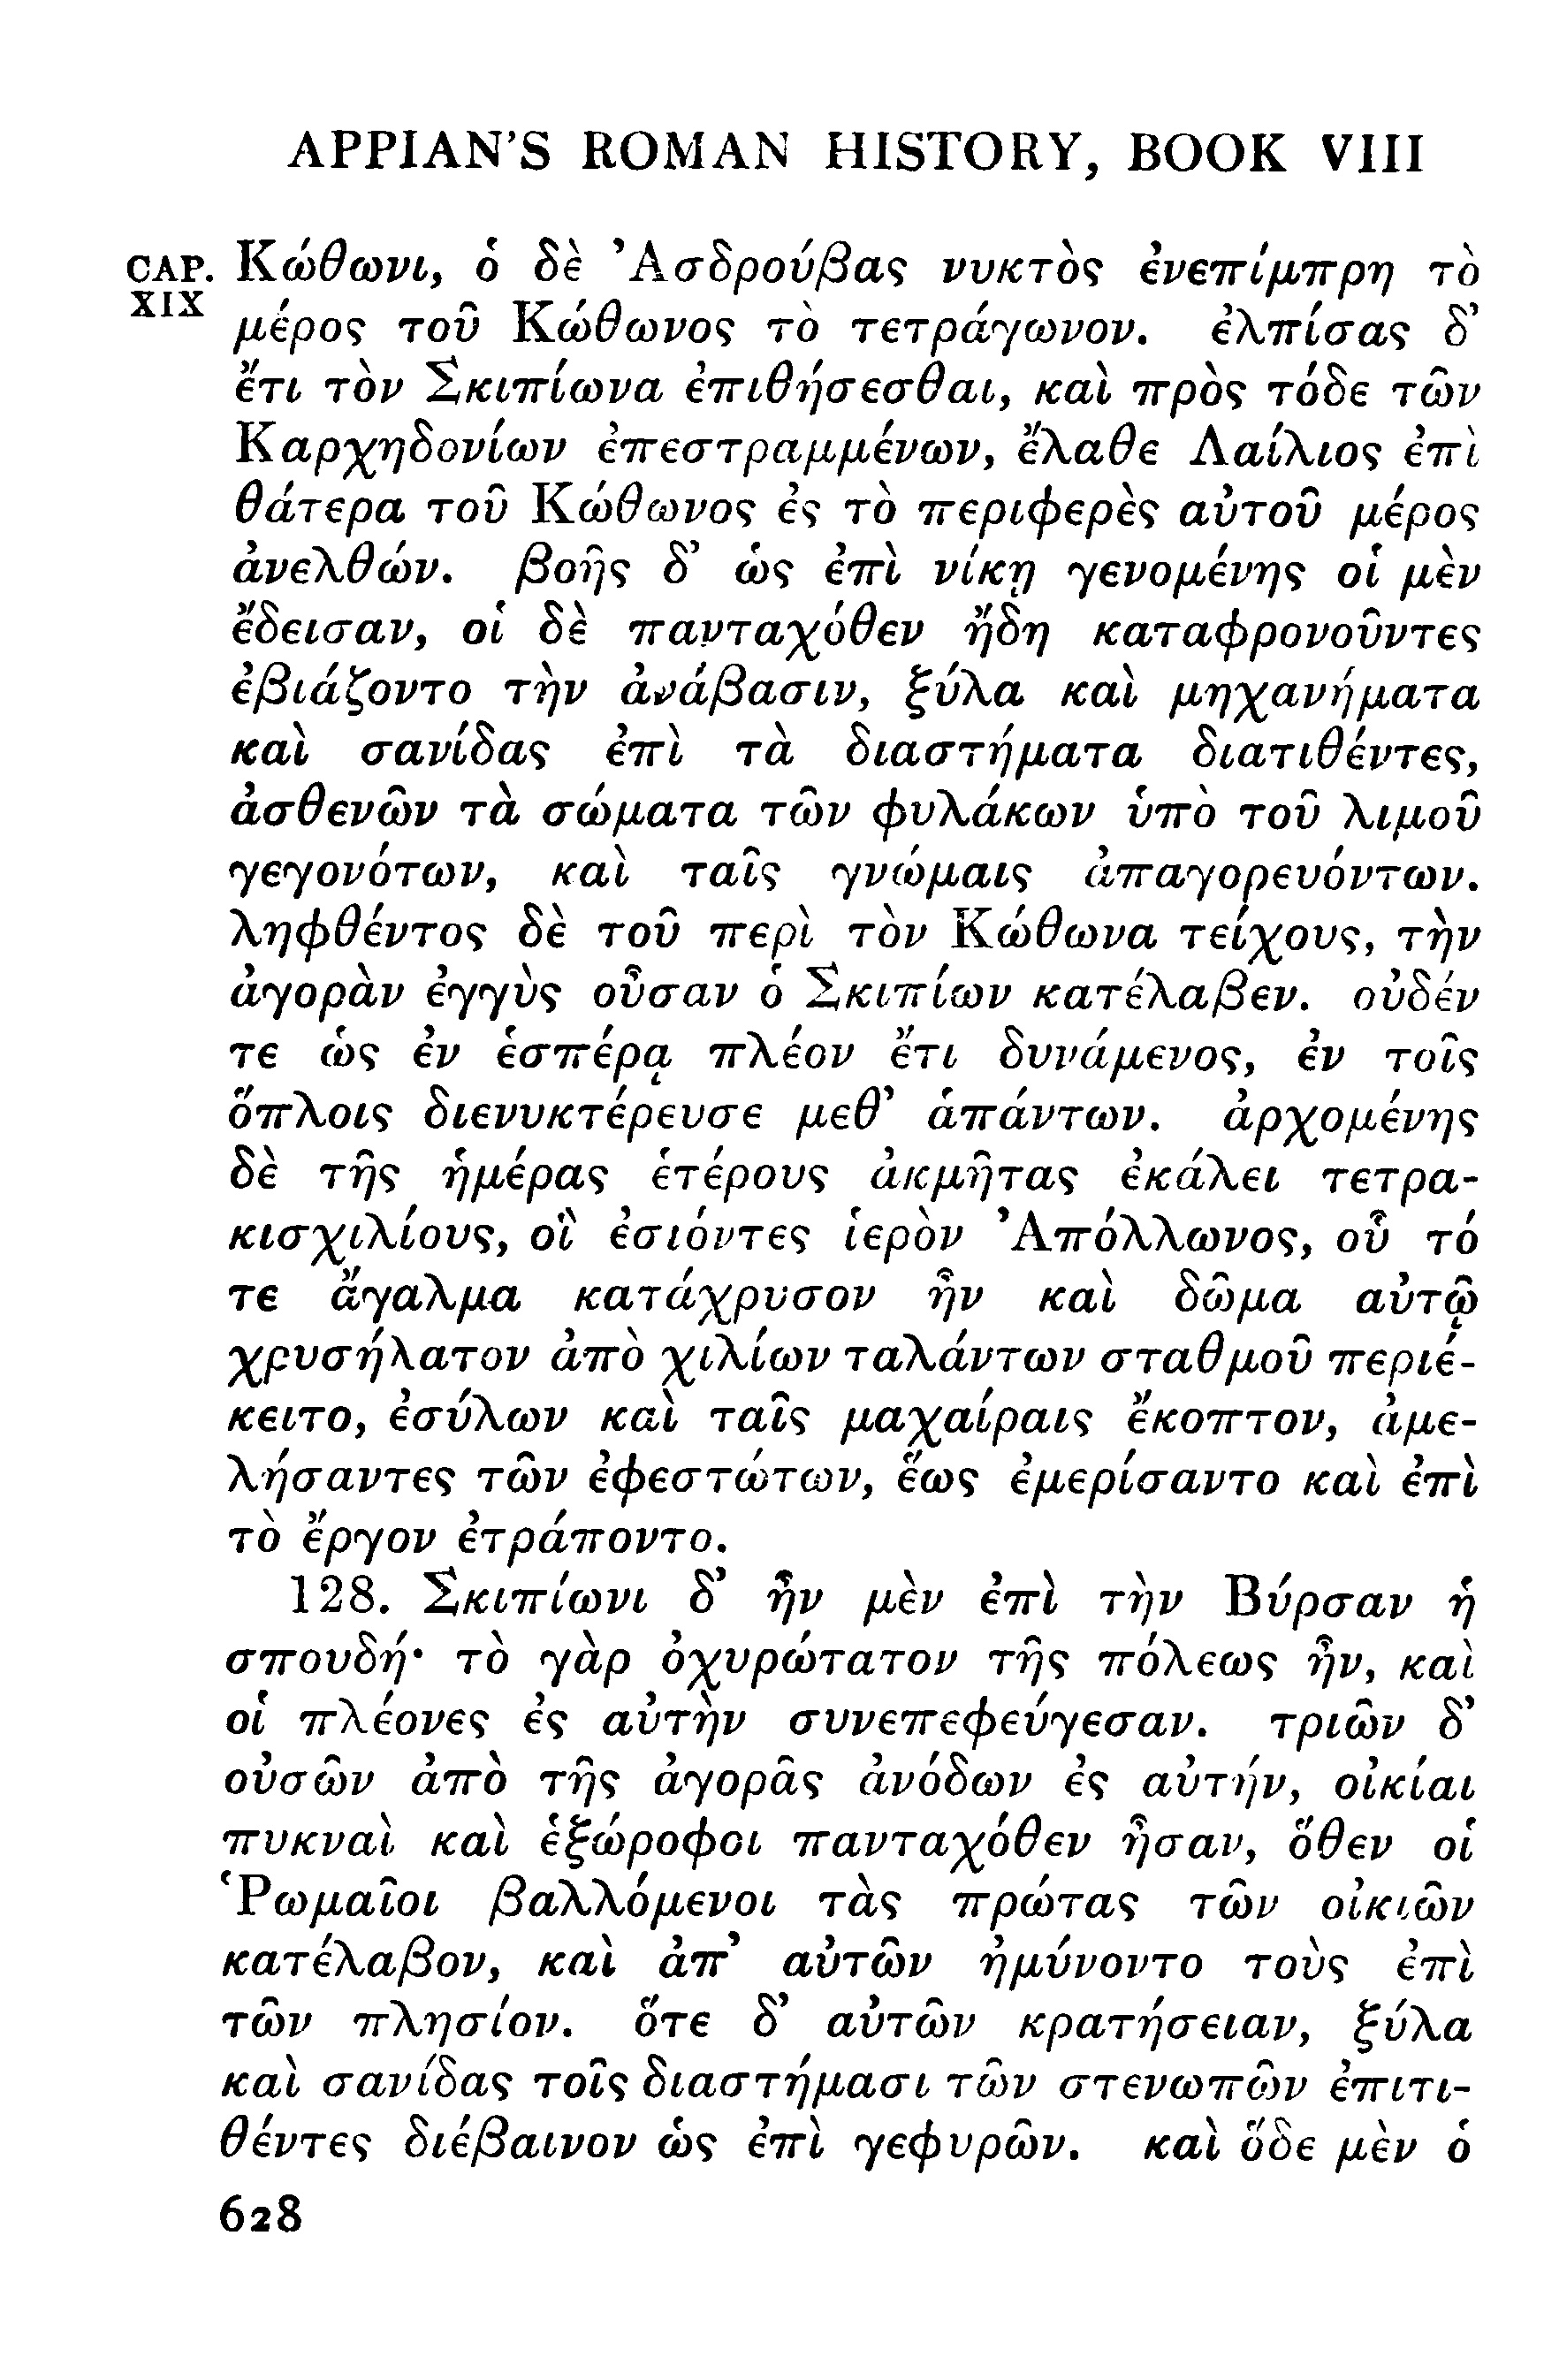 APPIAN'S ROMAN HISTORY, BOOK VIII
CAP. XIX
Κώθωνι, ὁ δὲ Ἀσδρούβας νυκτὸς ἐνεπίμπρη τὸ
μέρος τοῦ Κώθωνος τὸ τετράγωνον. ἐλπίσας δ’
ἔτι τὸν Σκιπίωνα ἐπιθήσεσθαι, καὶ πρὸς τόδε τῶν
Καρχηδονίων ἐπεστραμμένων, ἔλαθε Λαίλιος ἐπὶ
θάτερα τοῦ Κώθωνος ἐς τὸ περιφερὲς αὐτοῦ μέρος
ἀνελθών. βοῆς δ’ ὡς ἐπὶ νίκῃ γενομένης οἱ μὲν
ἔδεισαν, οἱ δὲ πανταχόθεν ἤδη καταφρονοῦντες
ἐβιάζοντο τὴν ἀνάβασιν, ξύλα καὶ μηχανήματα
καὶ σανίδας ἐπὶ τὰ διαστήματα διατιθέντες,
ἀσθενῶν τὰ σώματα τῶν φυλάκων ὑπὸ τοῦ λιμοῦ
γεγονότων, καὶ ταῖς γνώμαις ἀπαγορευόντων.
ληφθέντος δὲ τοῦ περὶ τὸν Κώθωνα τείχους, τὴν
ἀγορὰν ἐγγὺς οὖσαν ὁ Σκιπίων κατέλαβεν. οὐδέν
τε ὡς ἐν ἑσπέρᾳ πλέον ἔτι δυνάμενος, ἐν τοῖς
ὅπλοις διενυκτέρευσε μεθ’ ἁπάντων. ἀρχομένης
δὲ τῆς ἡμέρας ἑτέρους ἀκμῆτας ἐκάλει τετρα-
κισχιλίους, οἳ ἐσιόντες ἱερὸν Ἀπόλλωνος, οὗ τό
τε ἄγαλμα κατάχρυσον ἦν καὶ δῶμα αὐτῷ
χρυσήλατον ἀπὸ χιλίων ταλάντων σταθμοῦ περιέ-
κειτο, ἐσύλων καὶ ταῖς μαχαίραις ἔκοπτον, ἀμε-
λήσαντες τῶν ἐφεστώτων, ἕως ἐμερίσαντο καὶ ἐπὶ
τὸ ἔργον ἐτράποντο.
128. Σκιπίωνι δ’ ἦν μὲν ἐπὶ τὴν Βύρσαν ἡ
σπουδή· τὸ γὰρ ὀχυρώτατον τῆς πόλεως ἦν, καὶ
οἱ πλέονες ἐς αὐτὴν συνεπεφεύγεσαν. τριῶν δ’
οὐσῶν ἀπὸ τῆς ἀγορᾶς ἀνόδων ἐς αὐτήν, οἰκίαι
πυκναὶ καὶ ἑξώροφοι πανταχόθεν ἦσαν, ὅθεν οἱ
Ῥωμαῖοι βαλλόμενοι τὰς πρώτας τῶν οἰκιῶν
κατέλαβον, καὶ ἀπ’ αὐτῶν ἠμύνοντο τοὺς ἐπὶ
τῶν πλησίον. ὅτε δ’ αὐτῶν κρατήσειαν, ξύλα
καὶ σανίδας τοῖς διαστήμασι τῶν στενωπῶν ἐπιτι-
θέντες διέβαινον ὡς ἐπὶ γεφυρῶν. καὶ ὅδε μὲν ὁ
628